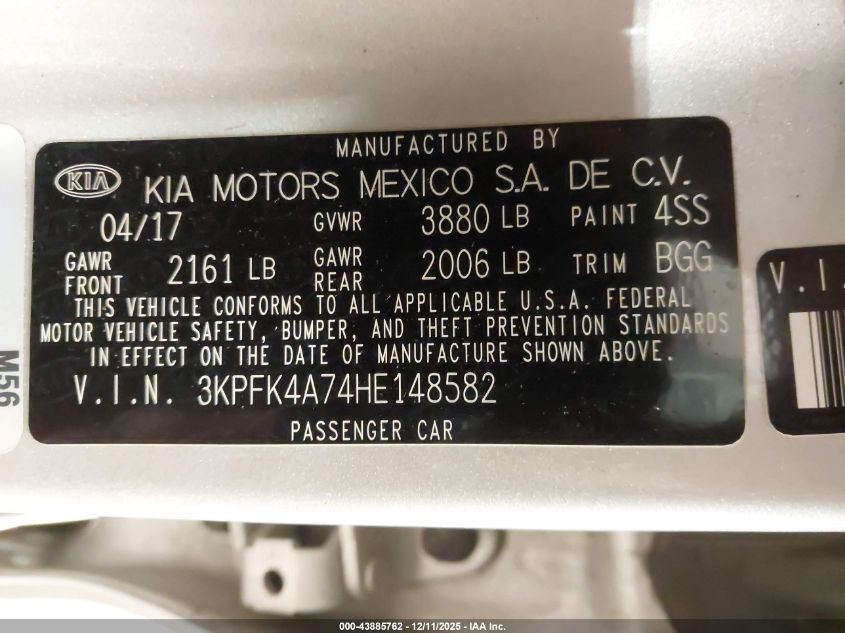 MANUFACTURED BY
KIA KIA MOTORS MEXICO S.A. DE C.V.
04/17 GVWR 3880 LB PAINT 4SS
GAWR FRONT 2161 LB GAWR REAR 2006 LB TRIM BGG
THIS VEHICLE CONFORMS TO ALL APPLICABLE U.S.A. FEDERAL
MOTOR VEHICLE SAFETY, BUMPER, AND THEFT PREVENTION STANDARDS
IN EFFECT ON THE DATE OF MANUFACTURE SHOWN ABOVE.
V.I.N. 3KPFK4A74HE148582
PASSENGER CAR
V.I.
M56
000-43885762 - 12/11/2025 - IAA Inc.